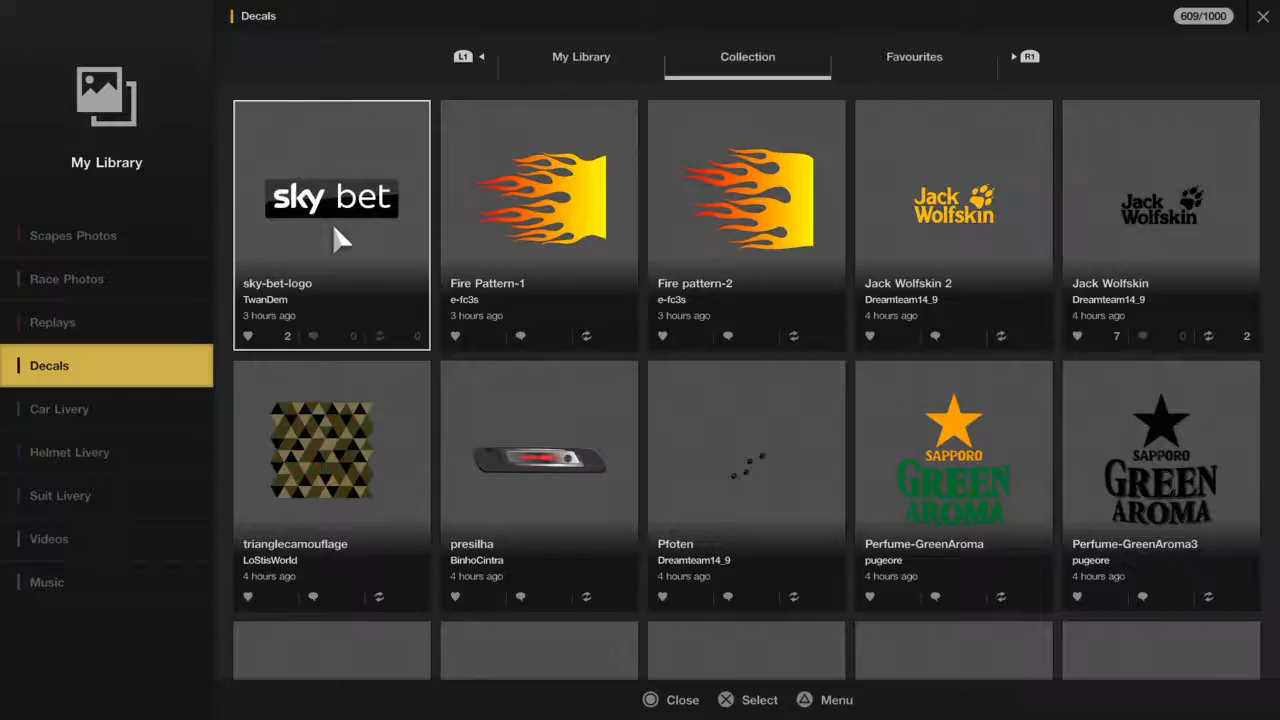 Decals
609/1000
L1
My Library
Collection
Favourites
R1
My Library
Scapes Photos
Race Photos
Replays
Decals
Car Livery
Helmet Livery
Suit Livery
Videos
Music
sky bet
sky-bet-logo
TwanDem
3 hours ago
2
0
0
Fire Pattern-1
e-fc3s
3 hours ago
Fire pattern-2
e-fc3s
3 hours ago
Jack
Wolfskin
Jack Wolfskin 2
Dreamteam14_9
4 hours ago
Jack
Wolfskin
Jack Wolfskin
Dreamteam14_9
4 hours ago
7
0
2
trianglecamouflage
LoStisWorld
4 hours ago
presilha
BinhoCintra
4 hours ago
Pfoten
Dreamteam14_9
4 hours ago
SAPPORO
GREEN
AROMA
Perfume-GreenAroma
pugeore
4 hours ago
SAPPORO
GREEN
AROMA
Perfume-GreenAroma3
pugeore
4 hours ago
Close
Select
Menu